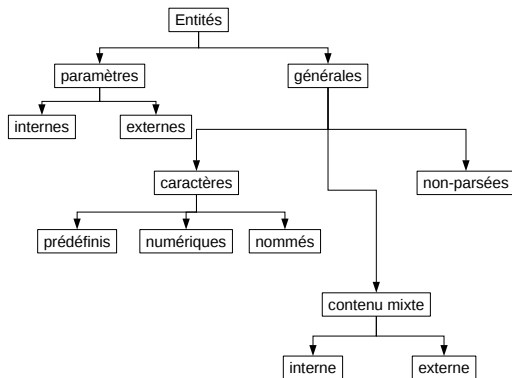 Entités
paramètres
générales
internes
externes
caractères
non-parsées
prédéfinis
numériques
nommés
contenu mixte
interne
externe